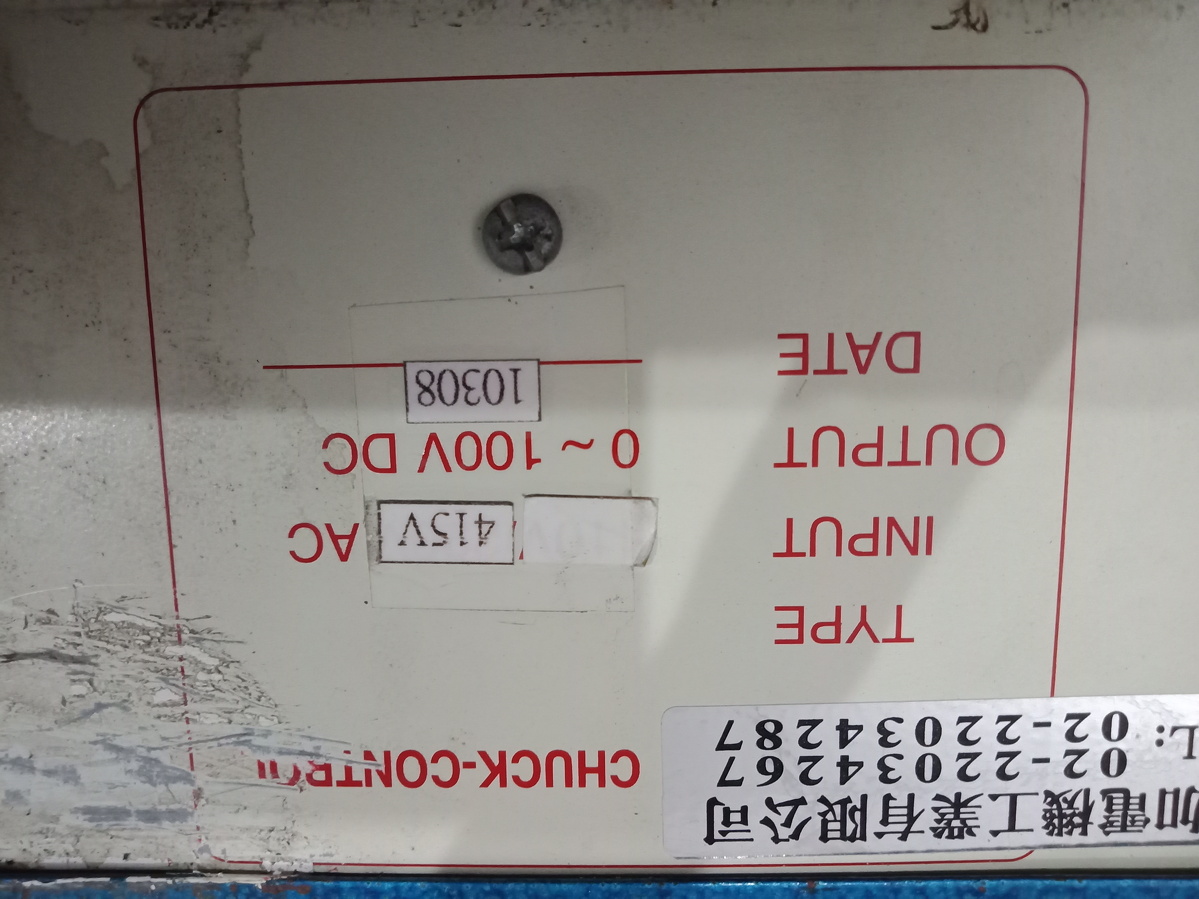 加電機工業有限公司
02-22034267
L: 02-22034287
CHUCK-CONTROL
TYPE
INPUT 415V AC
OUTPUT 0 ~ 100V DC
DATE 10308